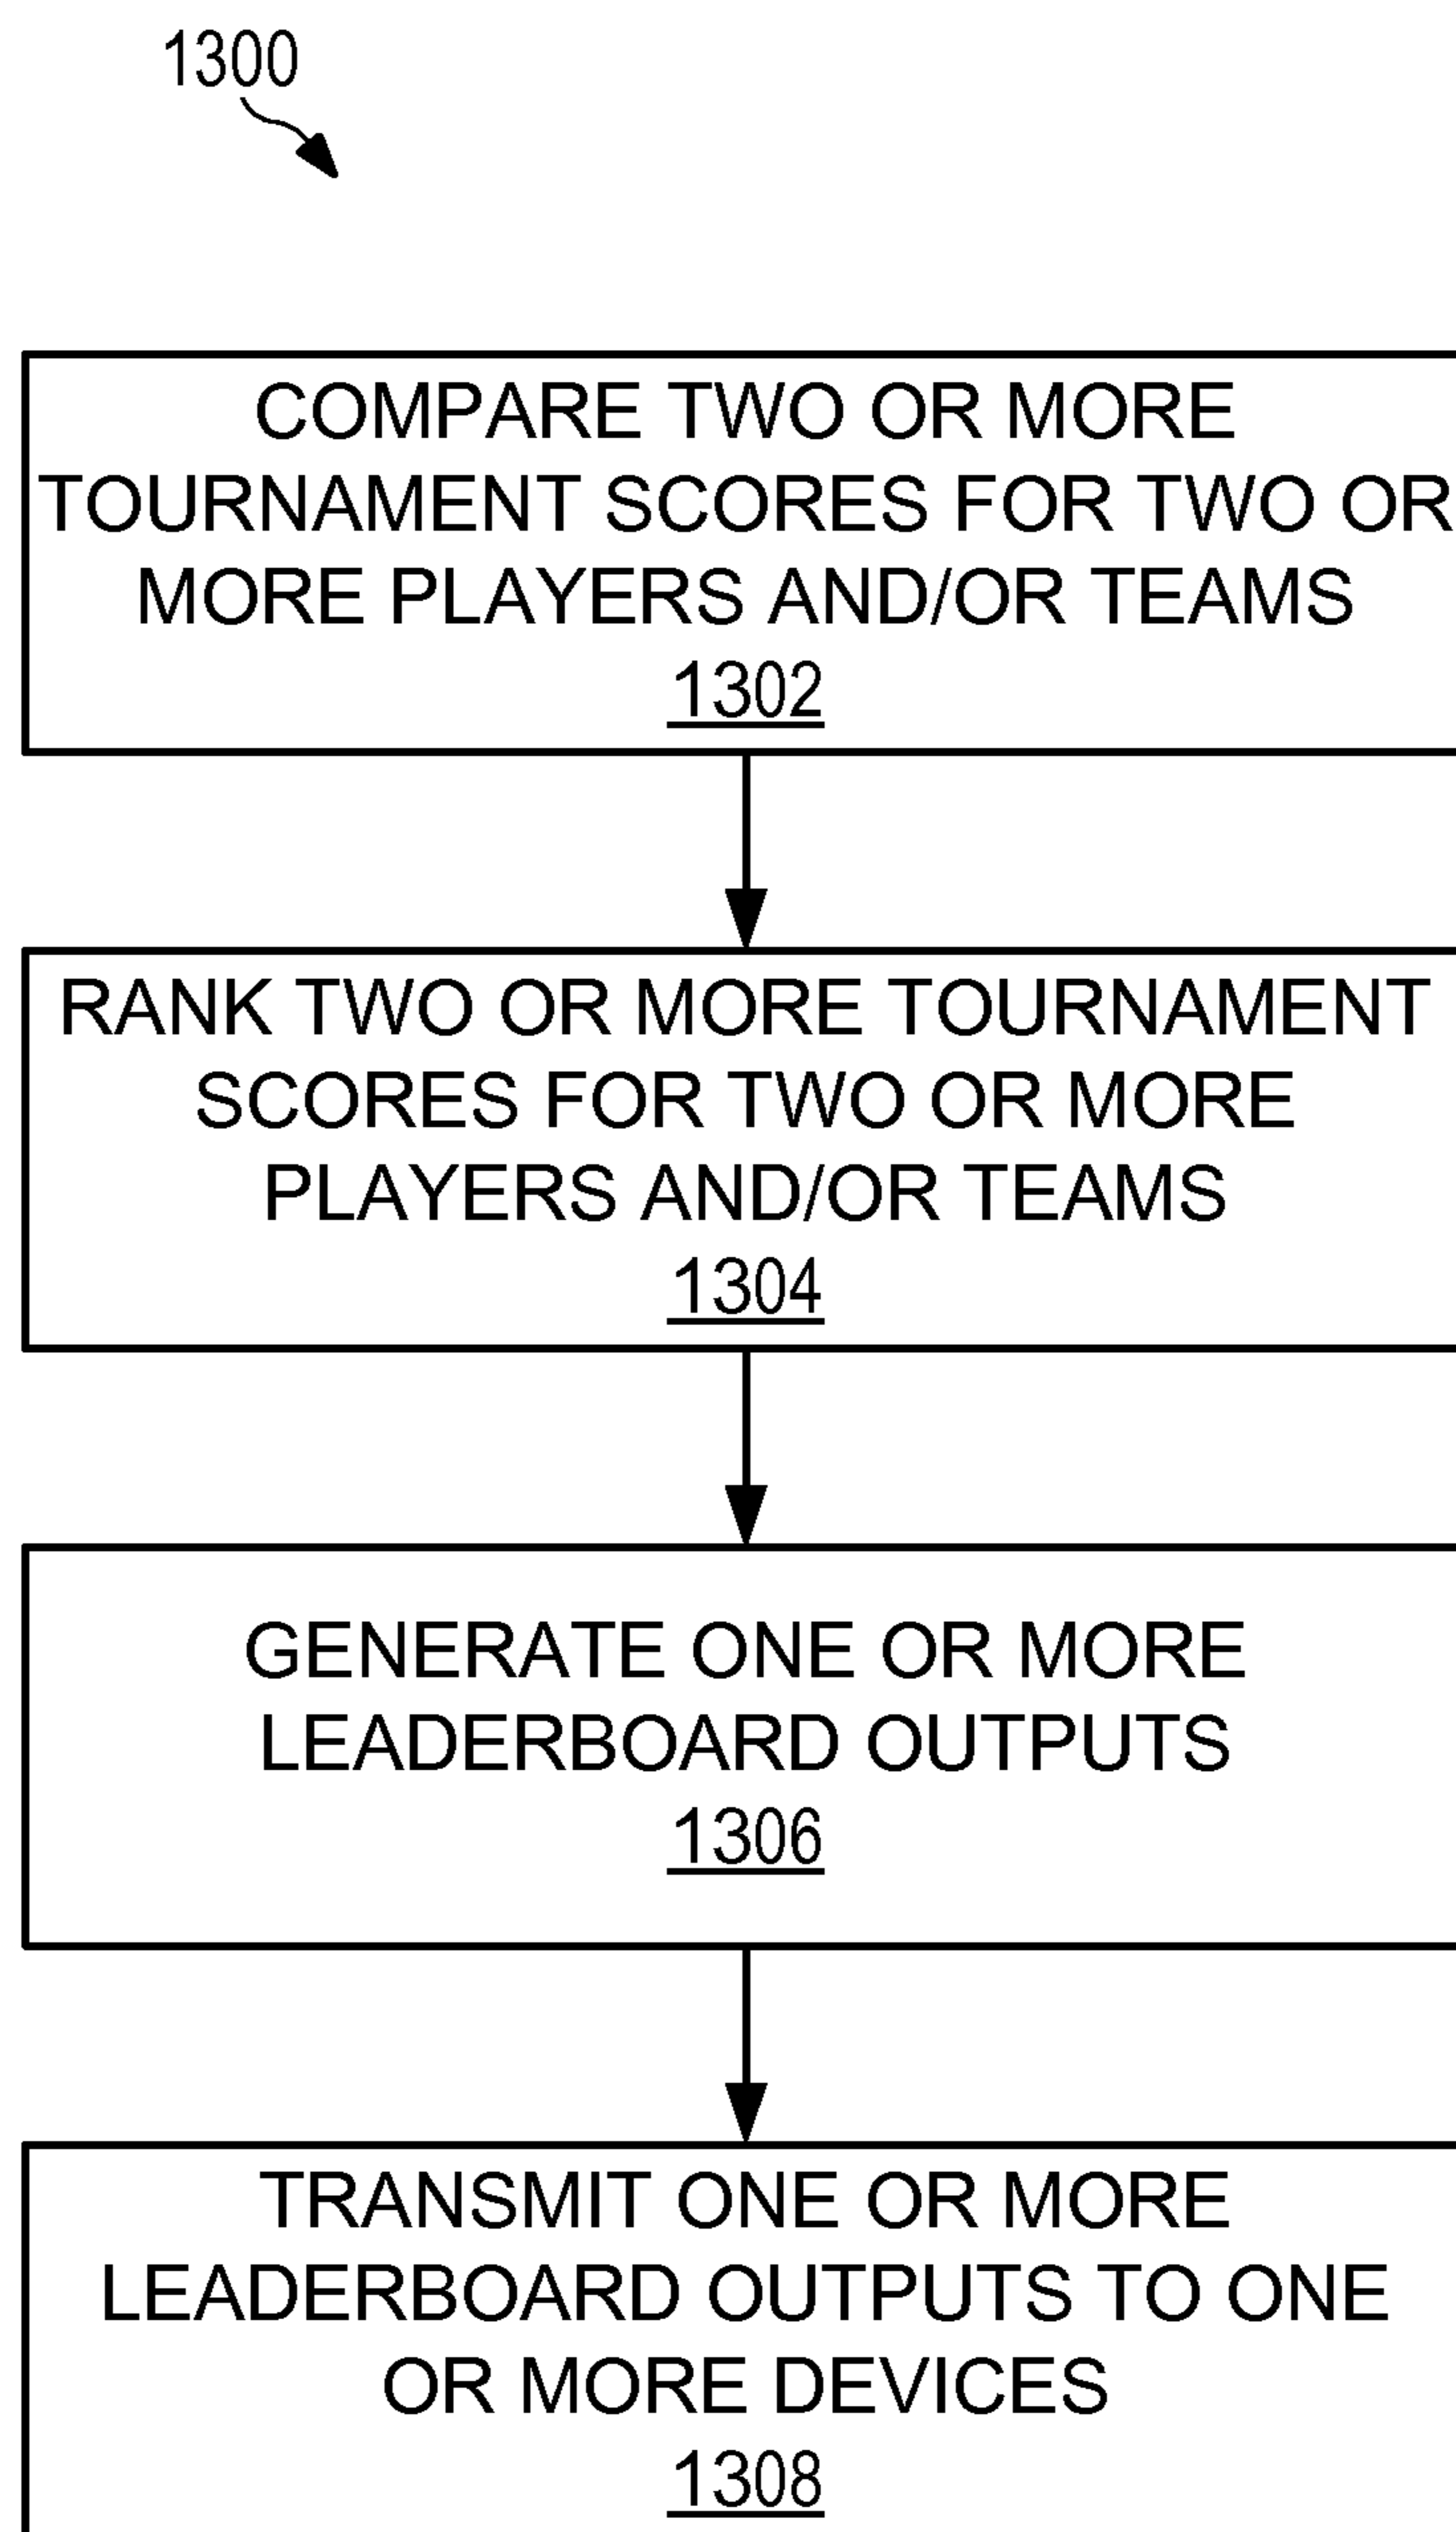 1300
COMPARE TWO OR MORE
TOURNAMENT SCORES FOR TWO OR
MORE PLAYERS AND/OR TEAMS
1302
RANK TWO OR MORE TOURNAMENT
SCORES FOR TWO OR MORE
PLAYERS AND/OR TEAMS
1304
GENERATE ONE OR MORE
LEADERBOARD OUTPUTS
1306
TRANSMIT ONE OR MORE
LEADERBOARD OUTPUTS TO ONE
OR MORE DEVICES
1308